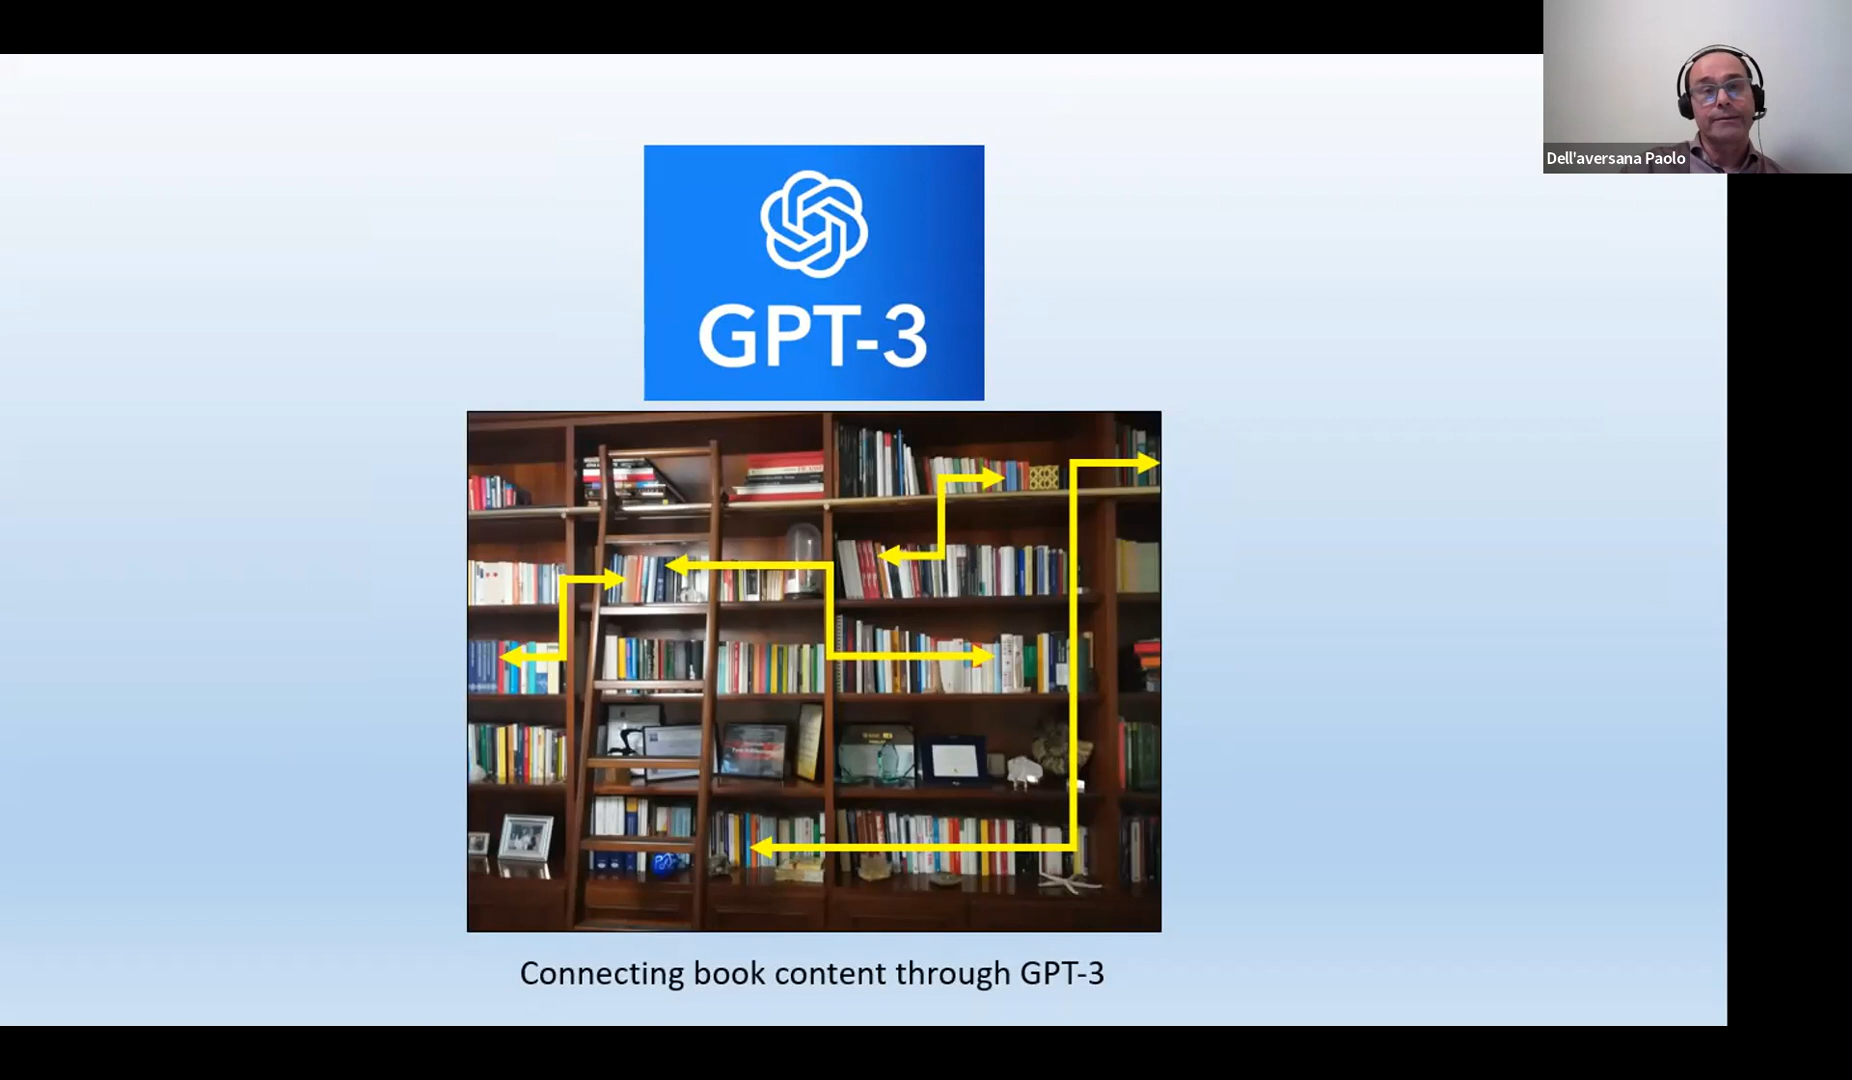 Dell'aversana Paolo
GPT-3
Connecting book content through GPT-3